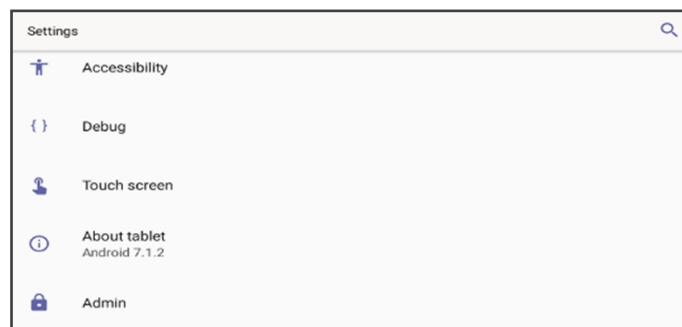 Settings
Accessibility
{ } Debug
Touch screen
About tablet
Android 7.1.2
Admin